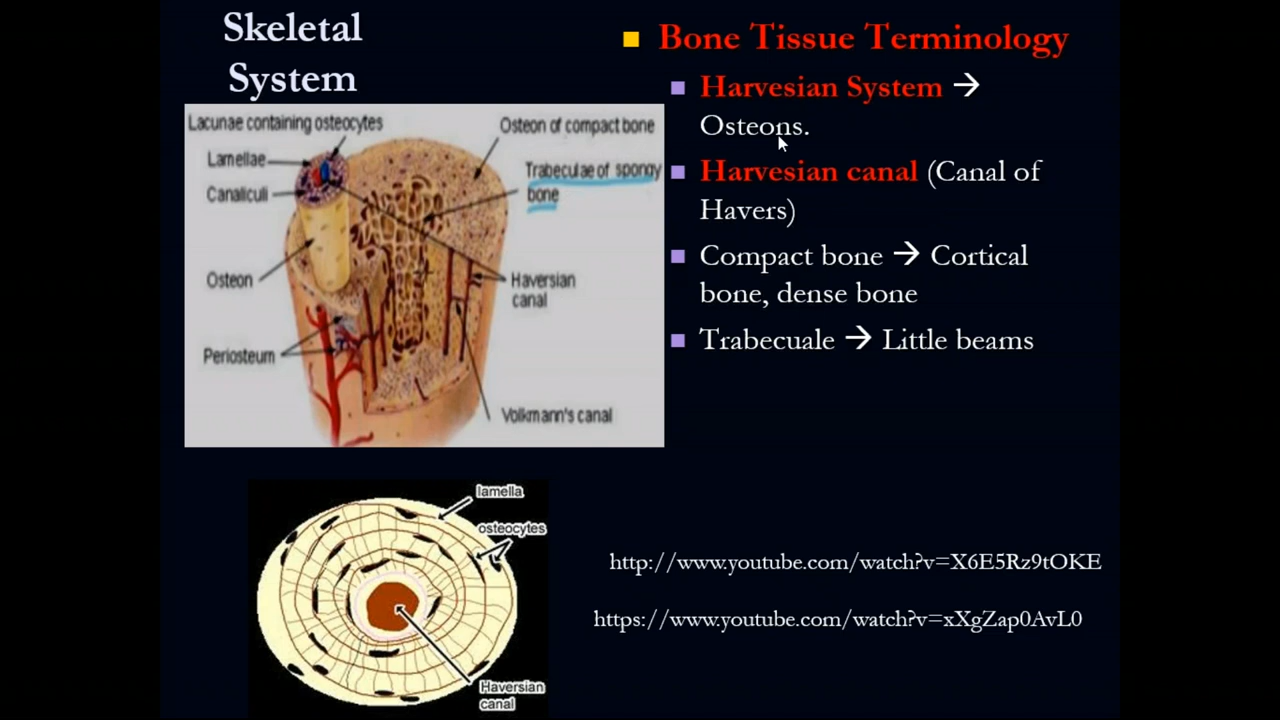 Skeletal
System
Bone Tissue Terminology
Harvesian System →
Osteons.
Harvesian canal (Canal of
Havers)
Compact bone → Cortical
bone, dense bone
Trabecuale → Little beams
Lacunae containing osteocytes
Lamellae
Canaliculi
Osteon
Periosteum
Osteon of compact bone
Trabeculae of spongy
bone
Haversian
canal
Volkmann's canal
lamella
osteocytes
Haversian
canal
http://www.youtube.com/watch?v=X6E5Rz9tOKE
https://www.youtube.com/watch?v=xXgZap0AvL0